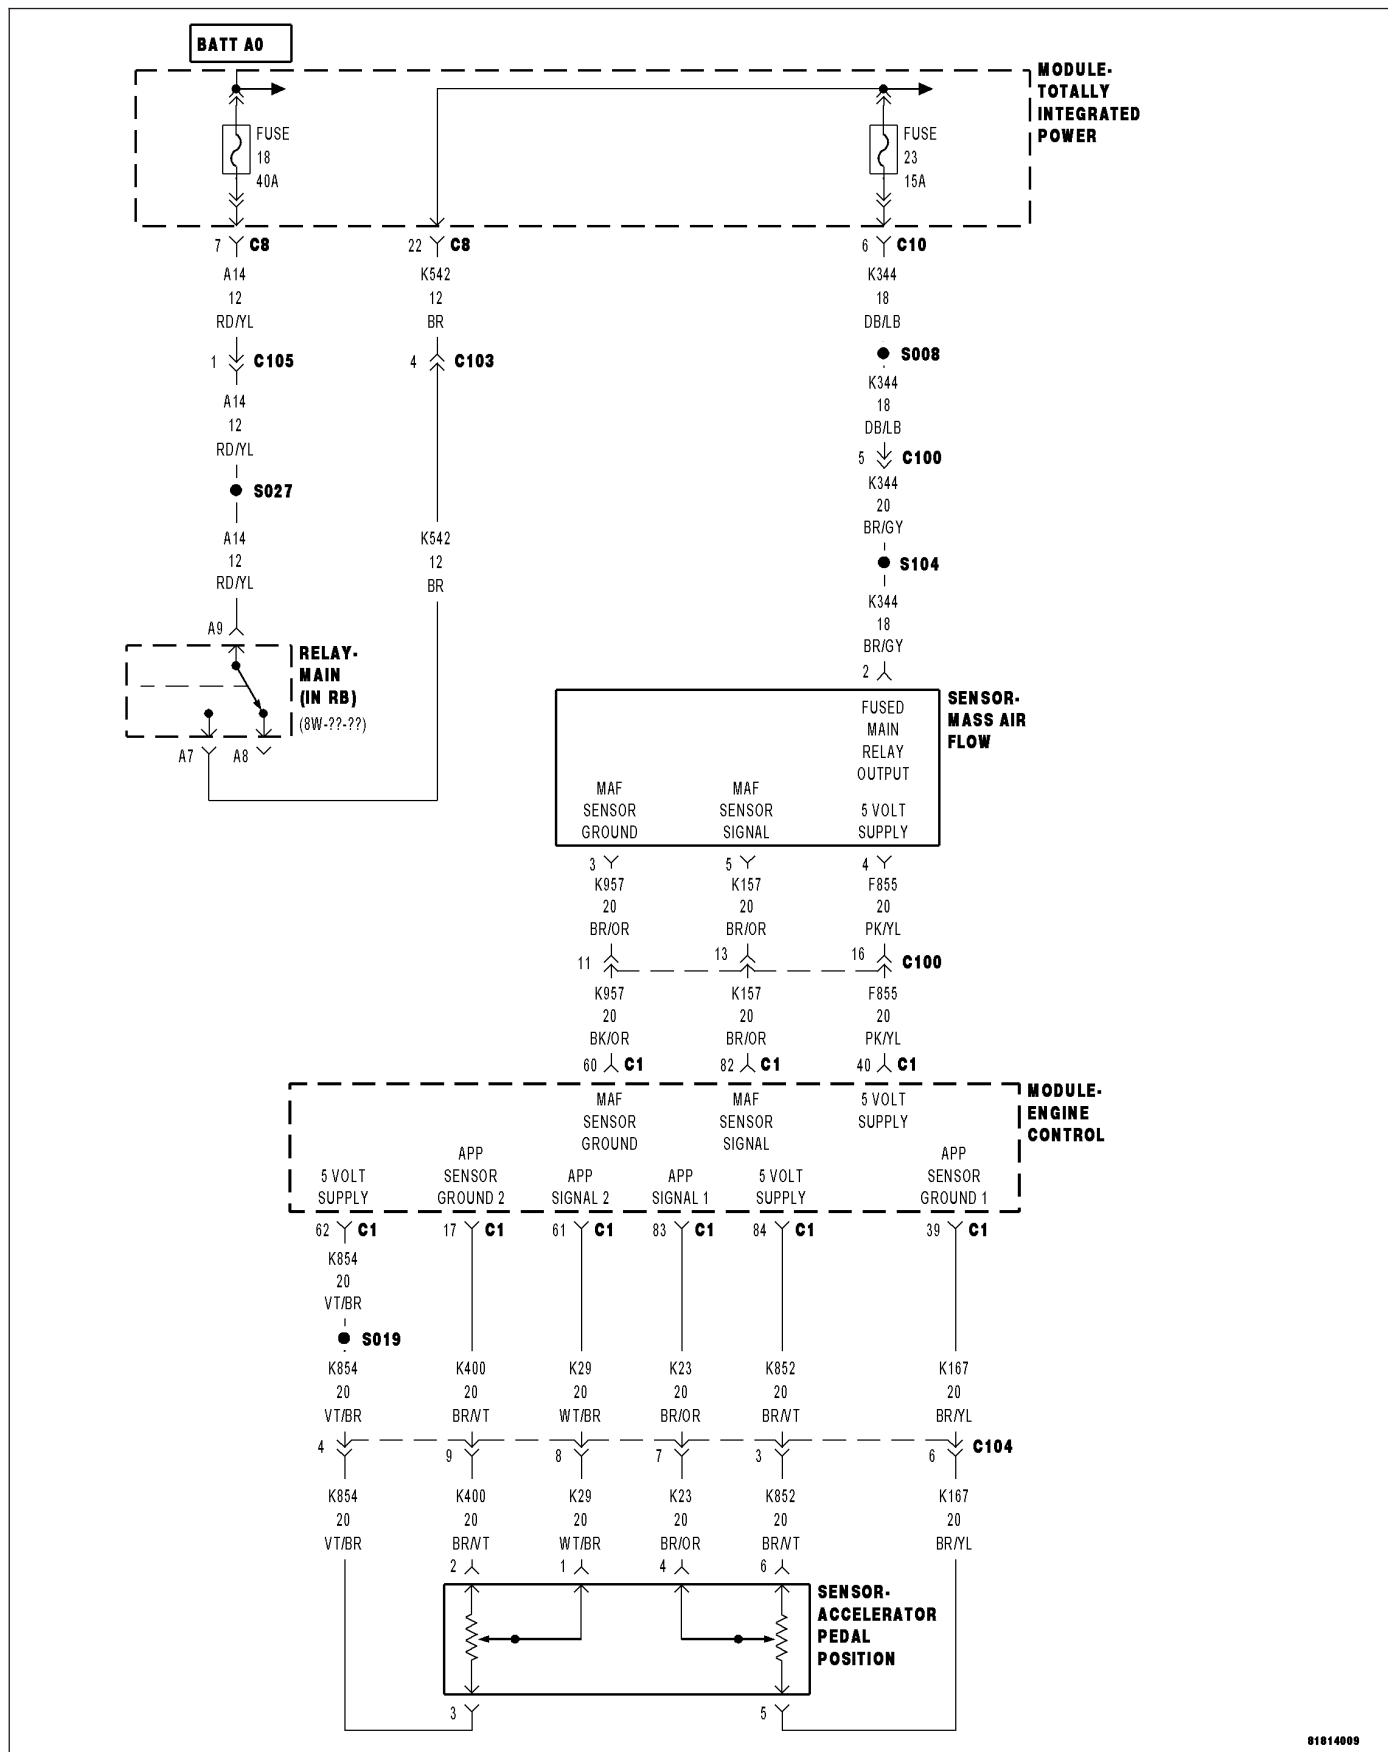 BATT A0
MODULE-
TOTALLY
INTEGRATED
POWER
FUSE
18
40A
FUSE
23
15A
7 C8
22 C8
6 C10
A14
12
RD/YL
K542
12
BR
K344
18
DB/LB
1 C105
4 C103
S008
K344
18
DB/LB
A14
12
RD/YL
5 C100
S027
K344
20
BR/GY
A14
12
RD/YL
K542
12
BR
S104
K344
18
BR/GY
A9
RELAY-
MAIN
(IN RB)
(8W-??-??)
A7 A8
2
SENSOR-
MASS AIR
FLOW
FUSED
MAIN
RELAY
OUTPUT
MAF
SENSOR
GROUND
MAF
SENSOR
SIGNAL
5 VOLT
SUPPLY
3 5 4
K957
20
BR/OR
K157
20
BR/OR
F855
20
PK/YL
11 13 16 C100
K957
20
BK/OR
K157
20
BR/OR
F855
20
PK/YL
60 C1 82 C1 40 C1
MODULE-
ENGINE
CONTROL
MAF
SENSOR
GROUND
MAF
SENSOR
SIGNAL
5 VOLT
SUPPLY
5 VOLT
SUPPLY
APP
SENSOR
GROUND 2
APP
SIGNAL 2
APP
SIGNAL 1
5 VOLT
SUPPLY
APP
SENSOR
GROUND 1
62 C1 17 C1 61 C1 83 C1 84 C1 39 C1
K854
20
VT/BR
S019
K854
20
VT/BR
K400
20
BR/VT
K29
20
WT/BR
K23
20
BR/OR
K852
20
BR/VT
K167
20
BR/YL
4 9 8 7 3 6 C104
K854
20
VT/BR
K400
20
BR/VT
K29
20
WT/BR
K23
20
BR/OR
K852
20
BR/VT
K167
20
BR/YL
2 1 4 6
SENSOR-
ACCELERATOR
PEDAL
POSITION
3 5
81814009